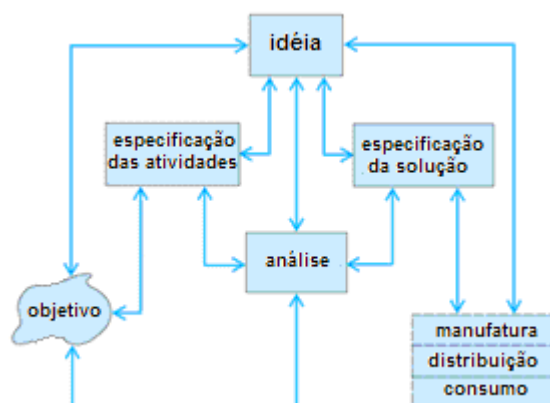 idéia
especificação
das atividades
especificação
da solução
análise
objetivo
manufatura
distribuição
consumo